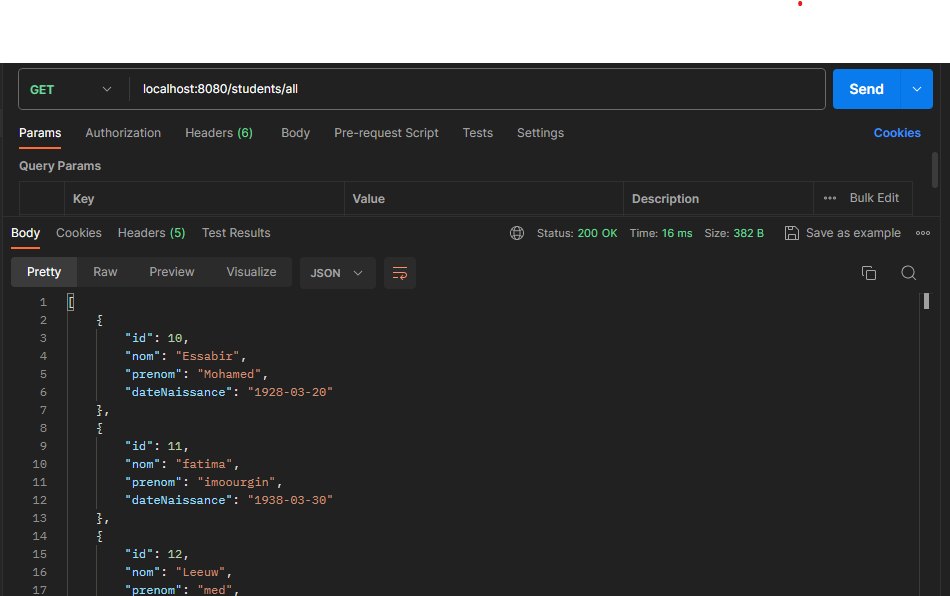 GET localhost:8080/students/all Send
Params Authorization Headers (6) Body Pre-request Script Tests Settings Cookies
Query Params
Key Value Description Bulk Edit
Body Cookies Headers (5) Test Results Status: 200 OK Time: 16 ms Size: 382 B Save as example
Pretty Raw Preview Visualize JSON
1 [
2 {
3 "id": 10,
4 "nom": "Essabir",
5 "prenom": "Mohamed",
6 "dateNaissance": "1928-03-20"
7 },
8 {
9 "id": 11,
10 "nom": "fatima",
11 "prenom": "imoourgin",
12 "dateNaissance": "1938-03-30"
13 },
14 {
15 "id": 12,
16 "nom": "Leeuw",
17 "prenom": "med",